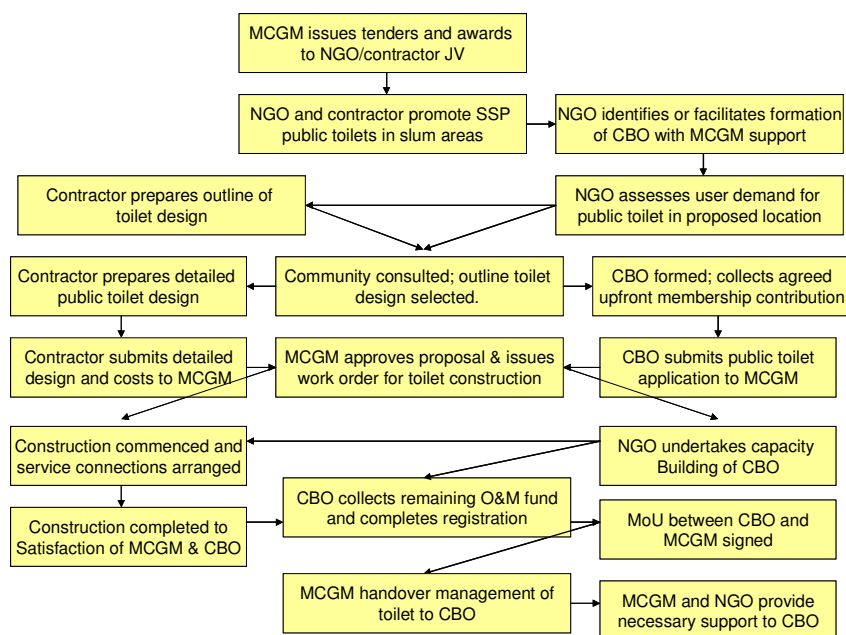 MCGM issues tenders and awards
to NGO/contractor JV
NGO and contractor promote SSP
public toilets in slum areas
NGO identifies or facilitates formation
of CBO with MCGM support
Contractor prepares outline of
toilet design
NGO assesses user demand for
public toilet in proposed location
Contractor prepares detailed
public toilet design
Community consulted; outline toilet
design selected.
CBO formed; collects agreed
upfront membership contribution
Contractor submits detailed
design and costs to MCGM
MCGM approves proposal & issues
work order for toilet construction
CBO submits public toilet
application to MCGM
Construction commenced and
service connections arranged
NGO undertakes capacity
Building of CBO
CBO collects remaining O&M fund
and completes registration
Construction completed to
Satisfaction of MCGM & CBO
MoU between CBO and
MCGM signed
MCGM handover management of
toilet to CBO
MCGM and NGO provide
necessary support to CBO